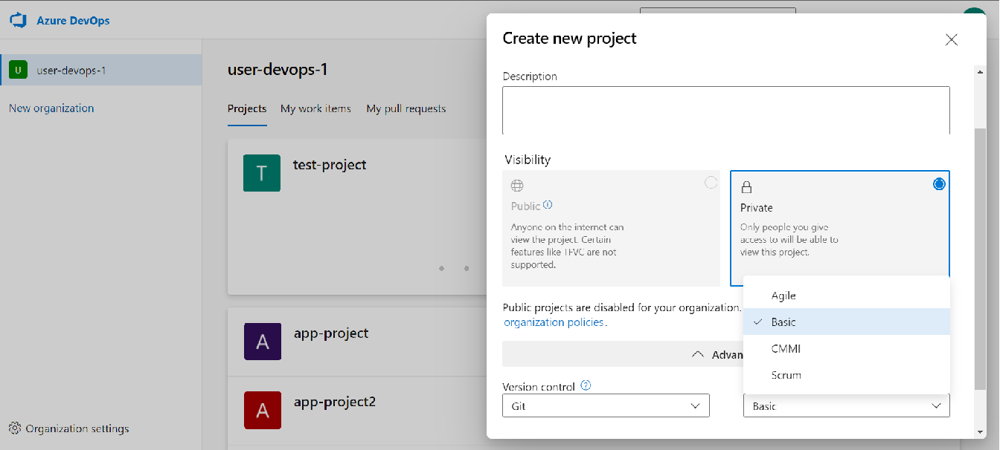 Azure DevOps
U
user-devops-1
New organization
Organization settings
user-devops-1
Projects
My work items
My pull requests
T
test-project
A
app-project
A
app-project2
Create new project
Description
Visibility
Public
Anyone on the internet can
view the project. Certain
features like TFVC are not
supported.
Private
Only people you give
access to will be able to
view this project.
Public projects are disabled for your organization.
organization policies.
Advan
Agile
Basic
CMMI
Scrum
Version control
Git
Basic